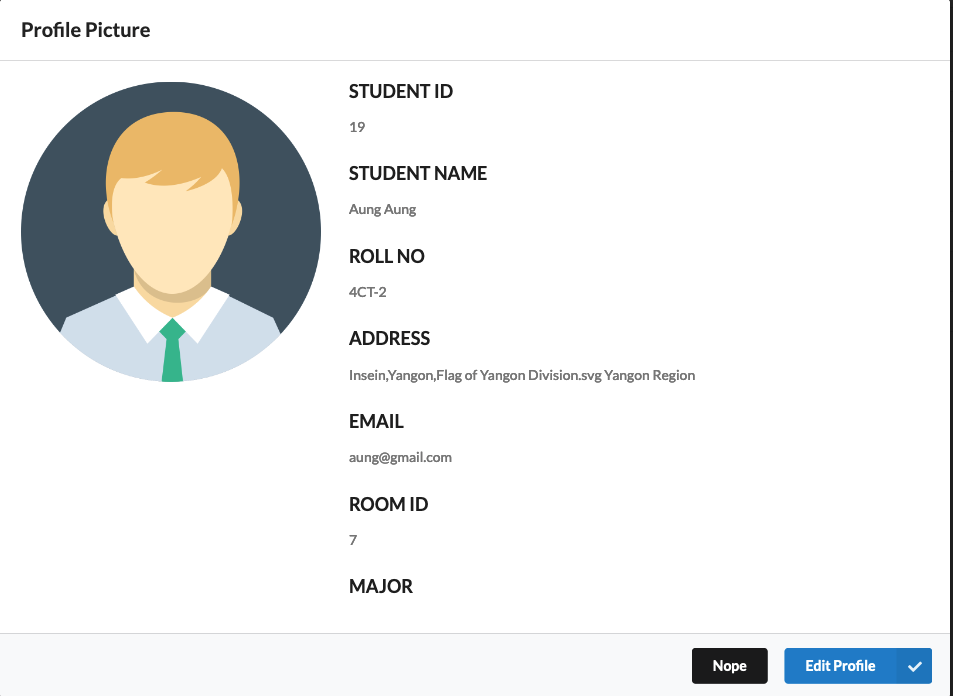 Profile Picture
STUDENT ID
19
STUDENT NAME
Aung Aung
ROLL NO
4CT-2
ADDRESS
Insein,Yangon,Flag of Yangon Division.svg Yangon Region
EMAIL
aung@gmail.com
ROOM ID
7
MAJOR
Nope
Edit Profile